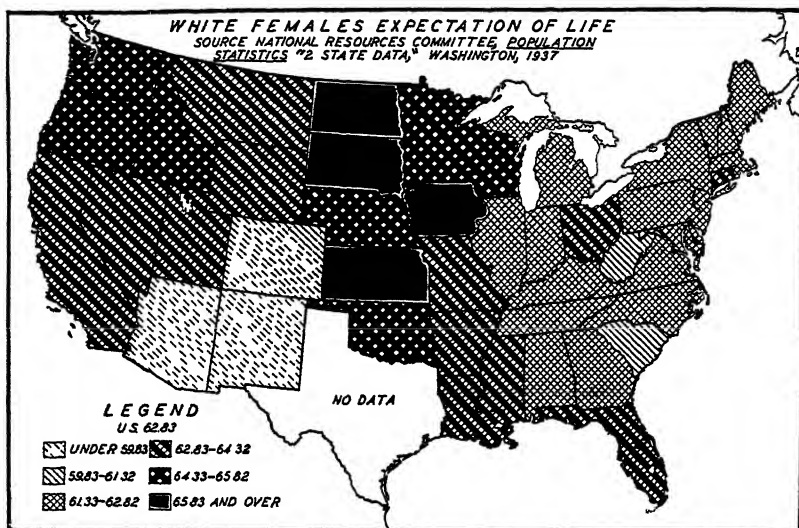 WHITE FEMALES EXPECTATION OF LIFE
SOURCE NATIONAL RESOURCES COMMITTEE, POPULATION
STATISTICS "2 STATE DATA," WASHINGTON, 1937
NO DATA
LEGEND
U.S. 62.83
UNDER 59.83
62.83-64 32
59.83-61 32
64 33-65 82
61.33-62.82
65 83 AND OVER